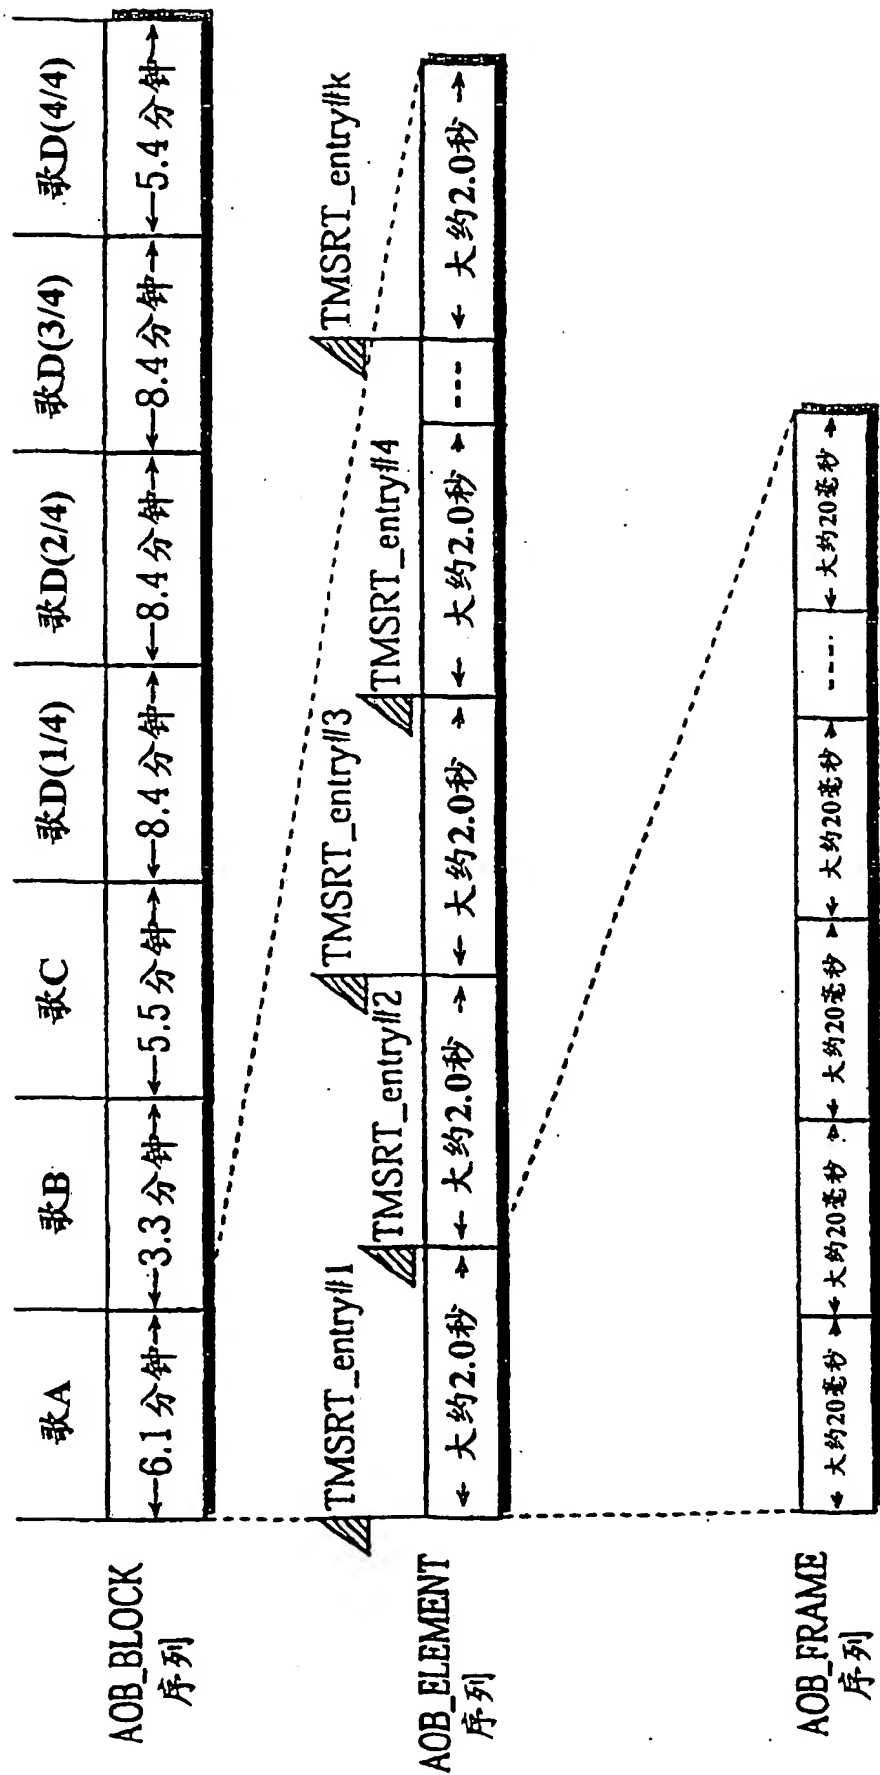 歌A
歌B
歌C
歌D(1/4)
歌D(2/4)
歌D(3/4)
歌D(4/4)
AOB_BLOCK
序列
6.1分钟
3.3分钟
5.5分钟
8.4分钟
8.4分钟
8.4分钟
5.4分钟
TMSRT_entry#1
TMSRT_entry#2
TMSRT_entry#3
TMSRT_entry#4
TMSRT_entry#k
AOB_ELEMENT
序列
大约2.0秒
大约2.0秒
大约2.0秒
大约2.0秒
----
大约2.0秒
AOB_FRAME
序列
大约20毫秒
大约20毫秒
大约20毫秒
大约20毫秒
----
大约20毫秒